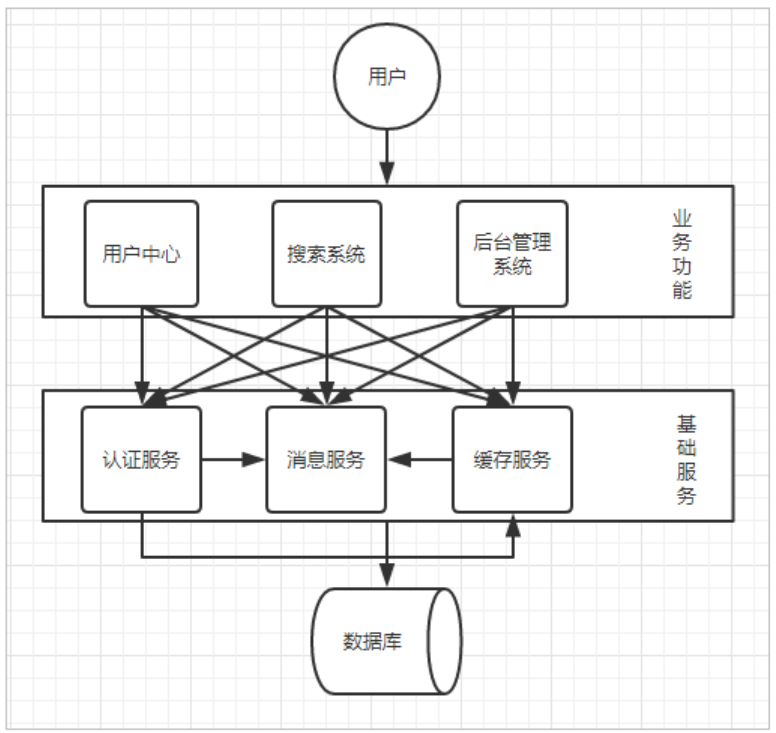 用户
用户中心
搜索系统
后台管理
系统
业
务
功
能
认证服务
消息服务
缓存服务
基
础
服
务
数据库